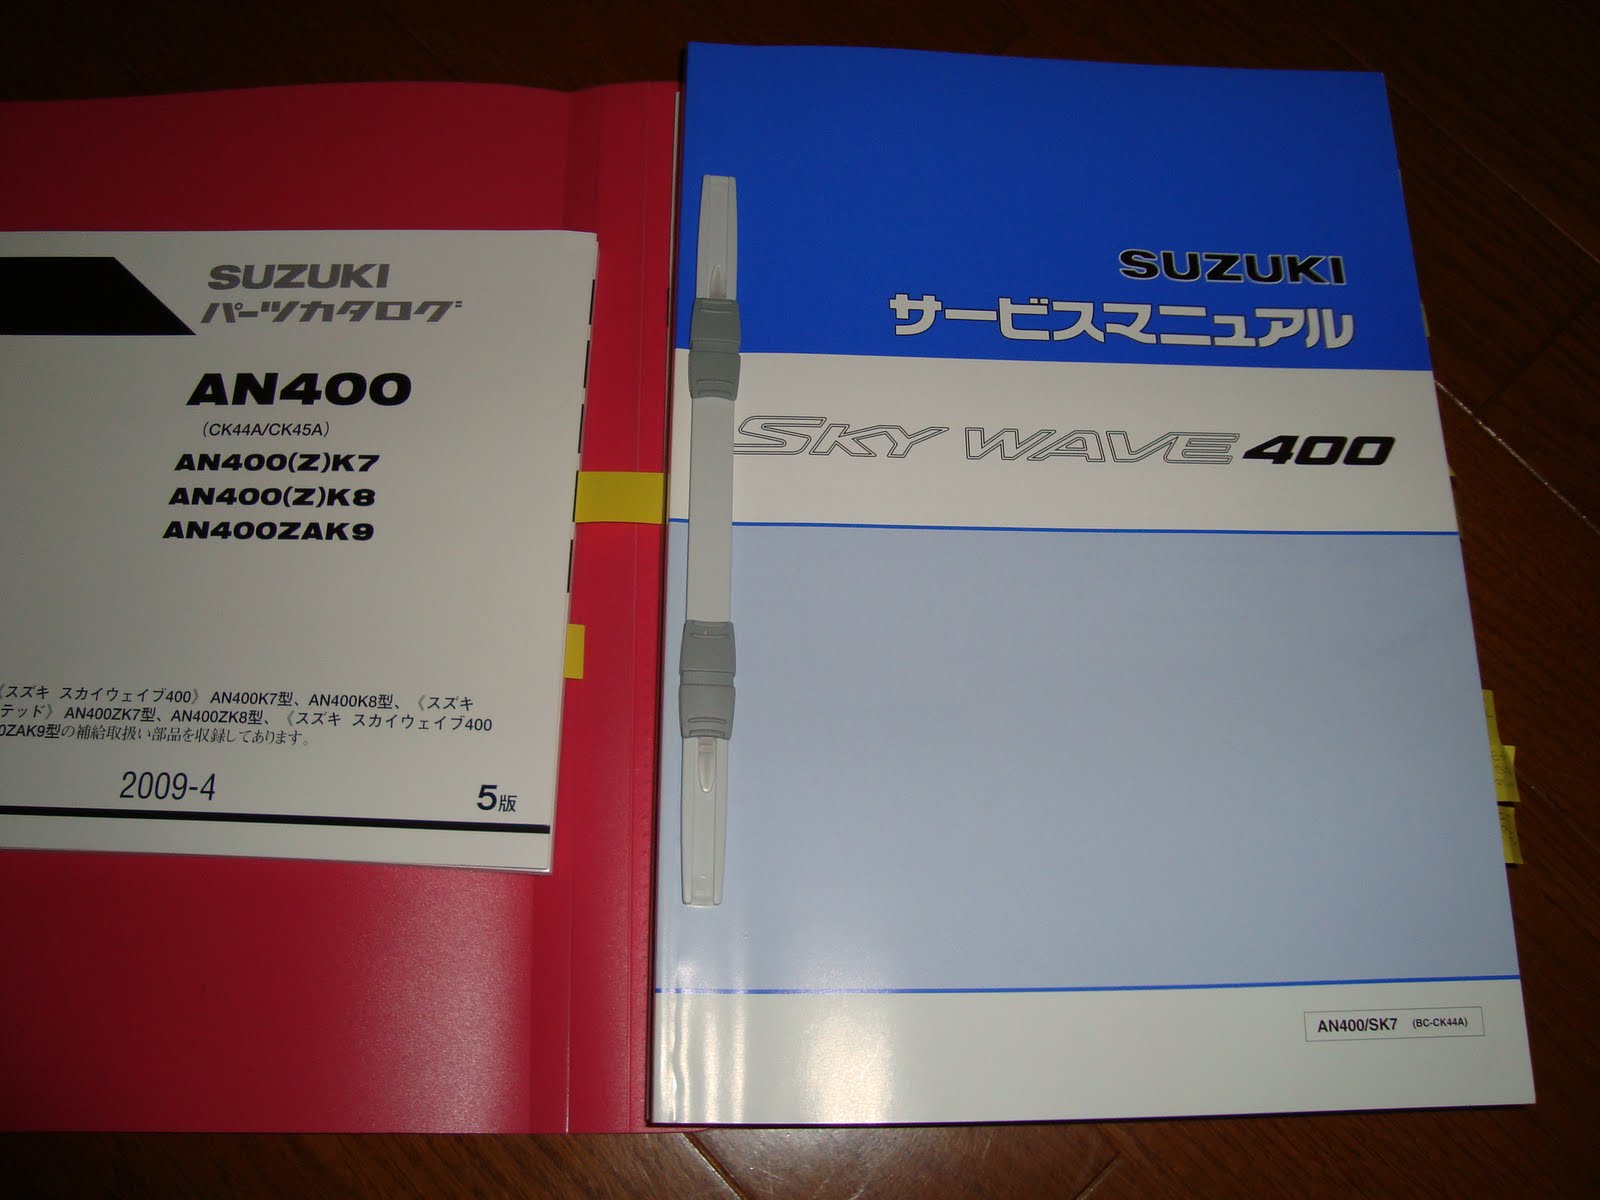 SUZUKI
パーツカタログ
AN400
（CK44A/CK45A）
AN400(Z)K7
AN400(Z)K8
AN400ZAK9
《スズキ スカイウェイブ400》 AN400K7型、AN400K8型、《スズキ
テッド》 AN400ZK7型、AN400ZK8型、《スズキ スカイウェイブ400
0ZAK9型の補給取扱い部品を収録してあります。
2009-4
5版
SUZUKI
サービスマニュアル
SKY WAVE 400
AN400/SK7 (BC-CK44A)